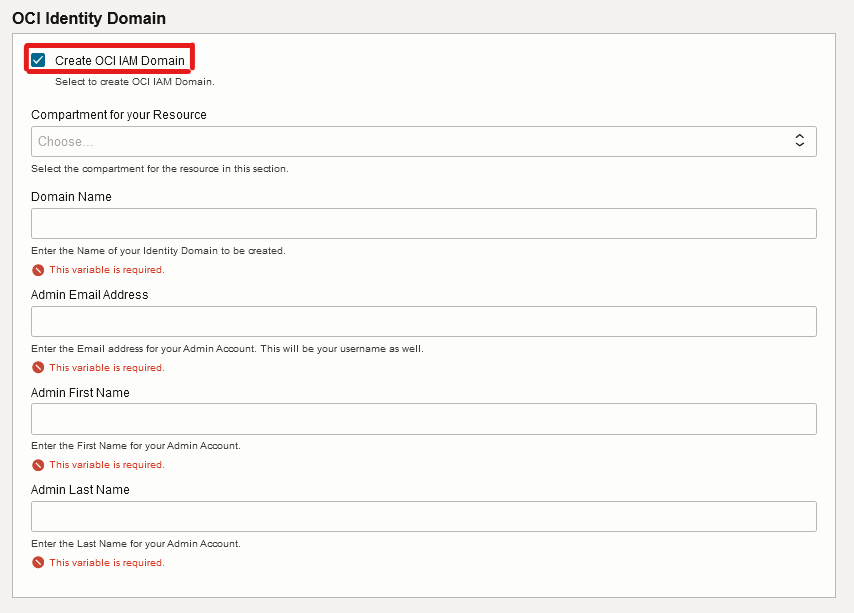 OCI Identity Domain
Create OCI IAM Domain
Select to create OCI IAM Domain.
Compartment for your Resource
Choose...
Select the compartment for the resource in this section.
Domain Name
Enter the Name of your Identity Domain to be created.
This variable is required.
Admin Email Address
Enter the Email address for your Admin Account. This will be your username as well.
This variable is required.
Admin First Name
Enter the First Name for your Admin Account.
This variable is required.
Admin Last Name
Enter the Last Name for your Admin Account.
This variable is required.